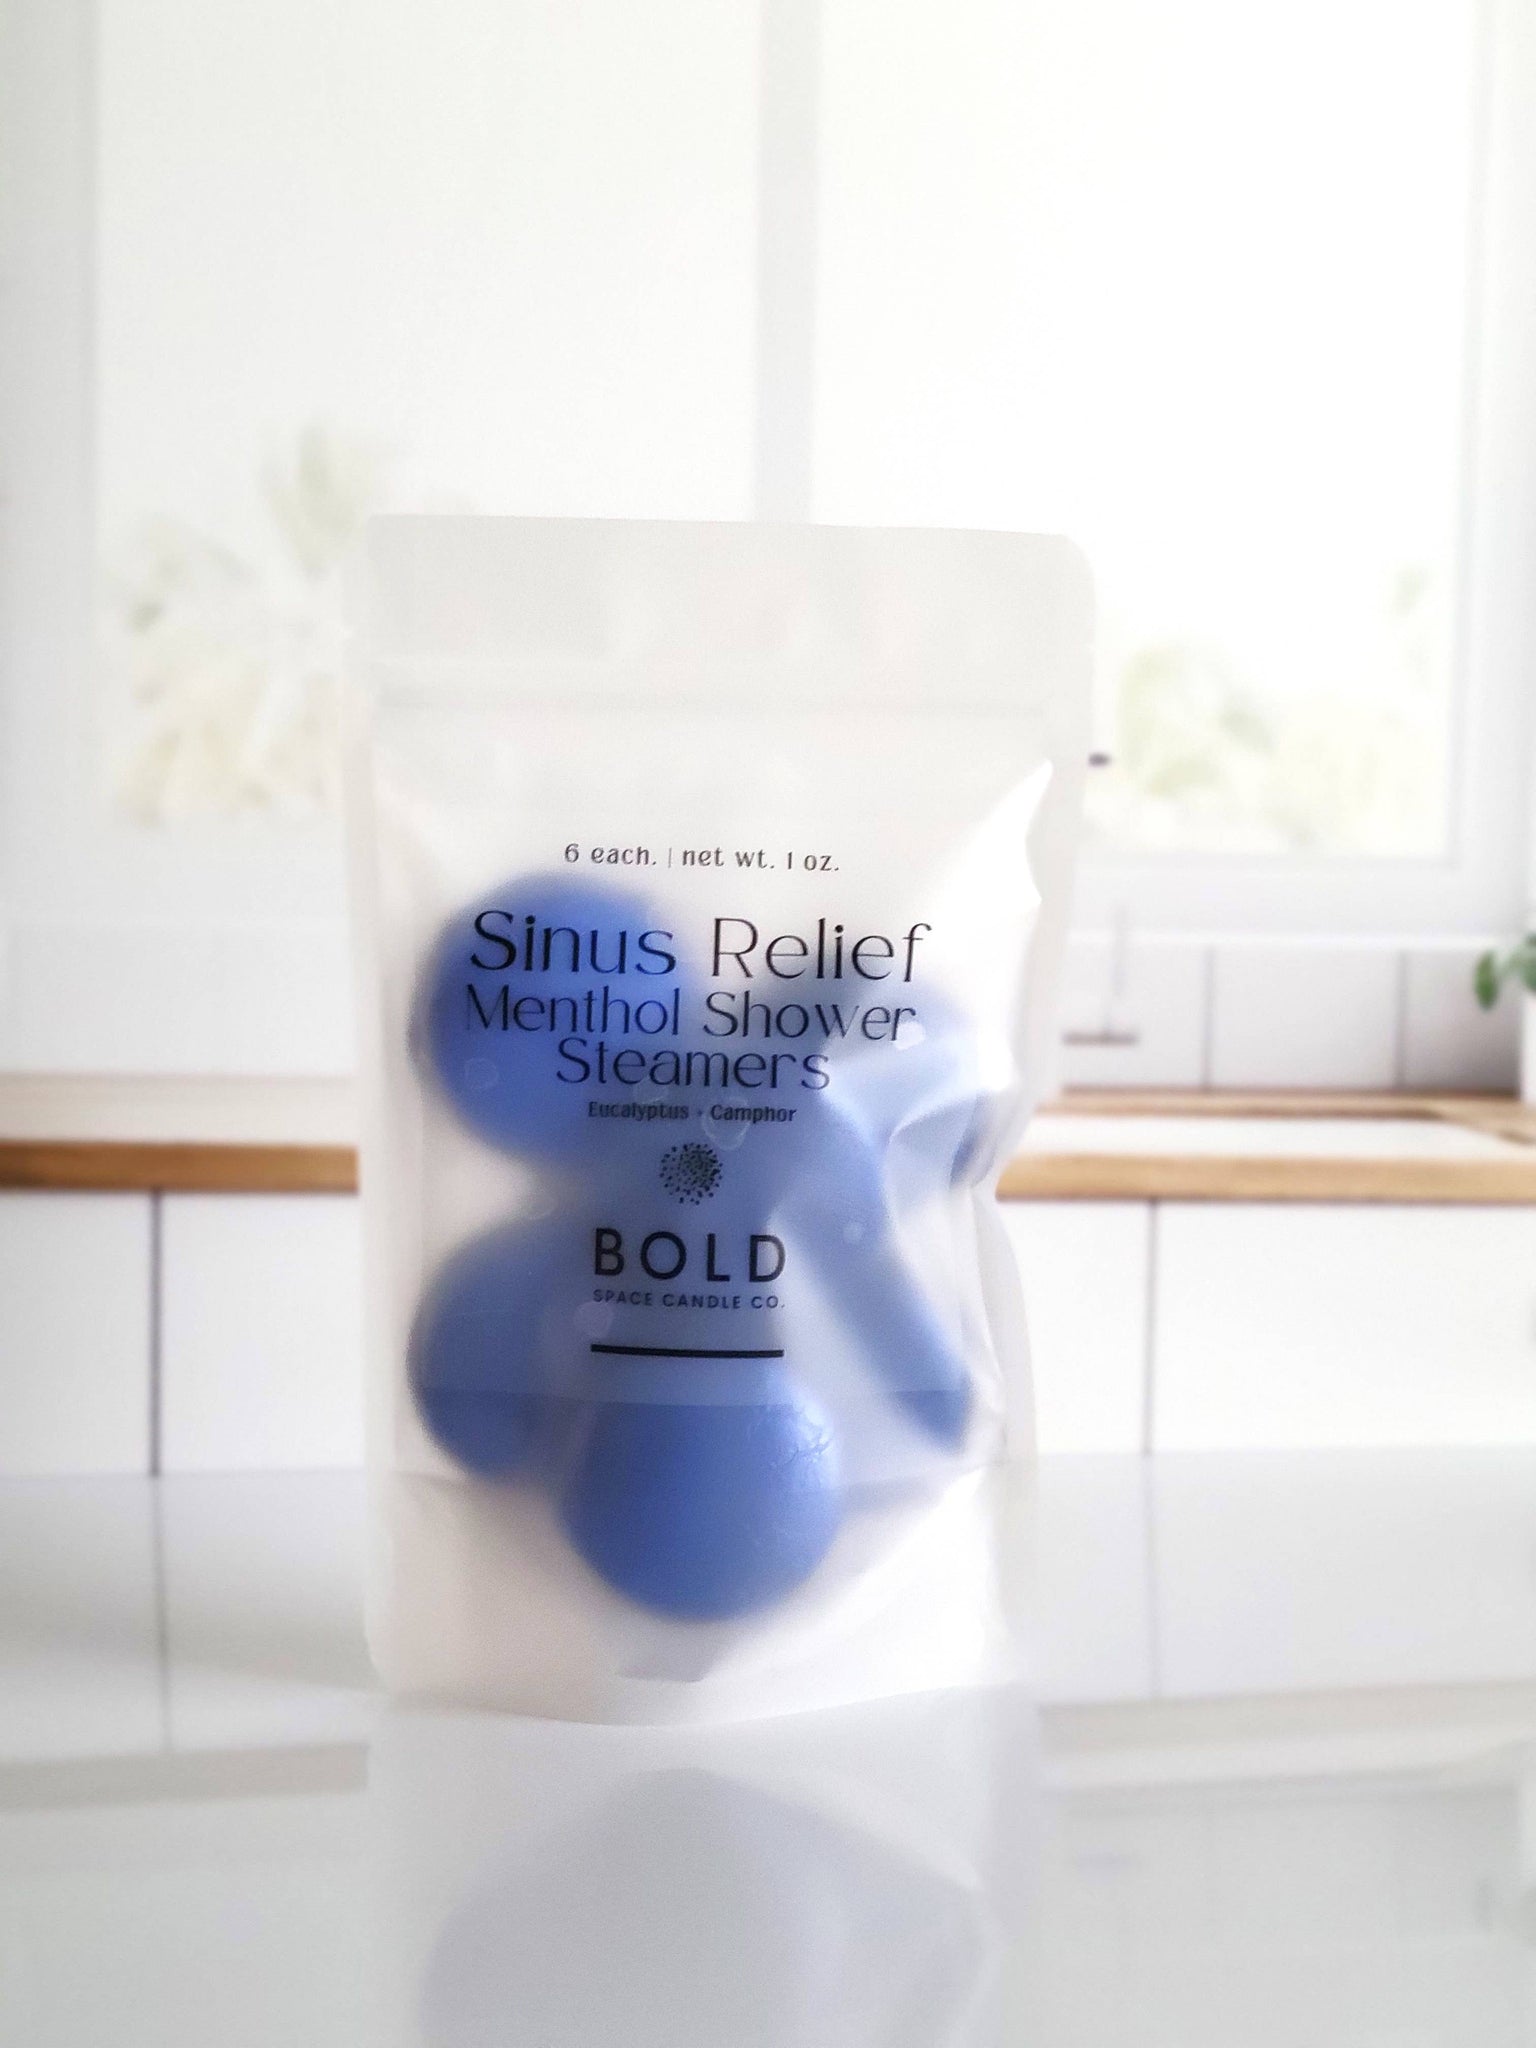 6 each. | net wt. 1 oz.
Sinus Relief
Menthol Shower
Steamers
Eucalyptus + Camphor
BOLD
SPACE CANDLE CO.